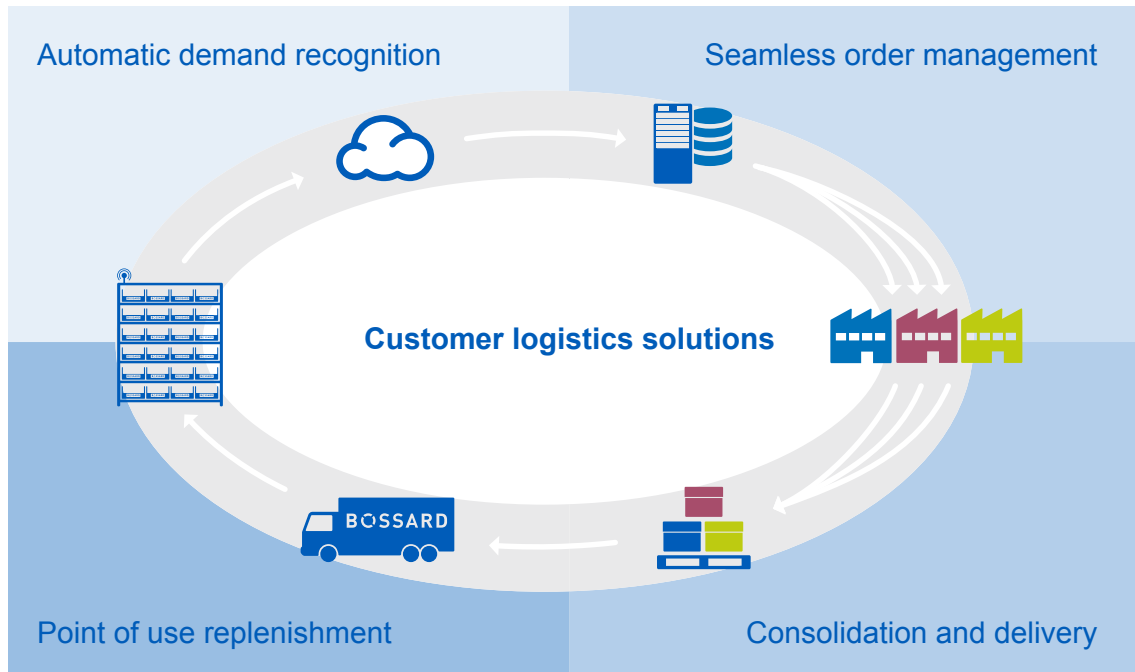 Automatic demand recognition
Seamless order management
Customer logistics solutions
BOSSARD
Point of use replenishment
Consolidation and delivery